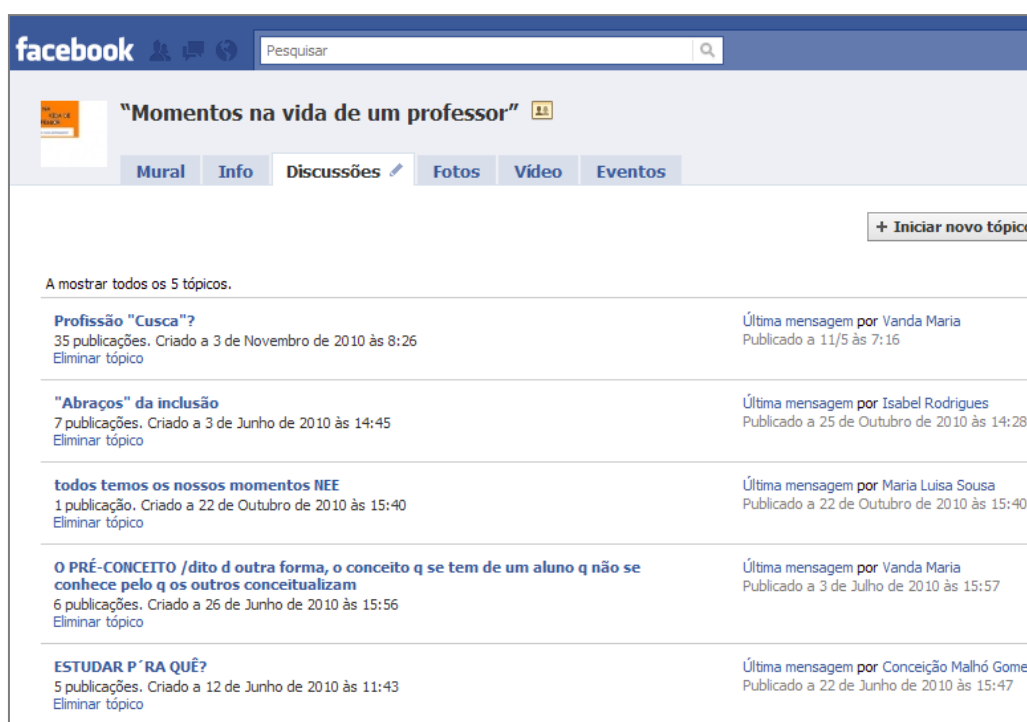 facebook
Pesquisar
"Momentos na vida de um professor"
Mural Info Discussões Fotos Vídeo Eventos
+ Iniciar novo tópico
A mostrar todos os 5 tópicos.
Profissão "Cusca"?
Última mensagem por Vanda Maria
35 publicações. Criado a 3 de Novembro de 2010 às 8:26
Publicado a 11/5 às 7:16
Eliminar tópico
"Abraços" da inclusão
Última mensagem por Isabel Rodrigues
7 publicações. Criado a 3 de Junho de 2010 às 14:45
Publicado a 25 de Outubro de 2010 às 14:28
Eliminar tópico
todos temos os nossos momentos NEE
Última mensagem por Maria Luisa Sousa
1 publicação. Criado a 22 de Outubro de 2010 às 15:40
Publicado a 22 de Outubro de 2010 às 15:40
Eliminar tópico
O PRÉ-CONCEITO /dito d outra forma, o conceito q se tem de um aluno q não se
conhece pelo q os outros conceitualizam
Última mensagem por Vanda Maria
Publicado a 3 de Julho de 2010 às 15:57
6 publicações. Criado a 26 de Junho de 2010 às 15:56
Eliminar tópico
ESTUDAR P´RA QUÊ?
Última mensagem por Conceição Malhó Gome
5 publicações. Criado a 12 de Junho de 2010 às 11:43
Publicado a 22 de Junho de 2010 às 15:47
Eliminar tópico